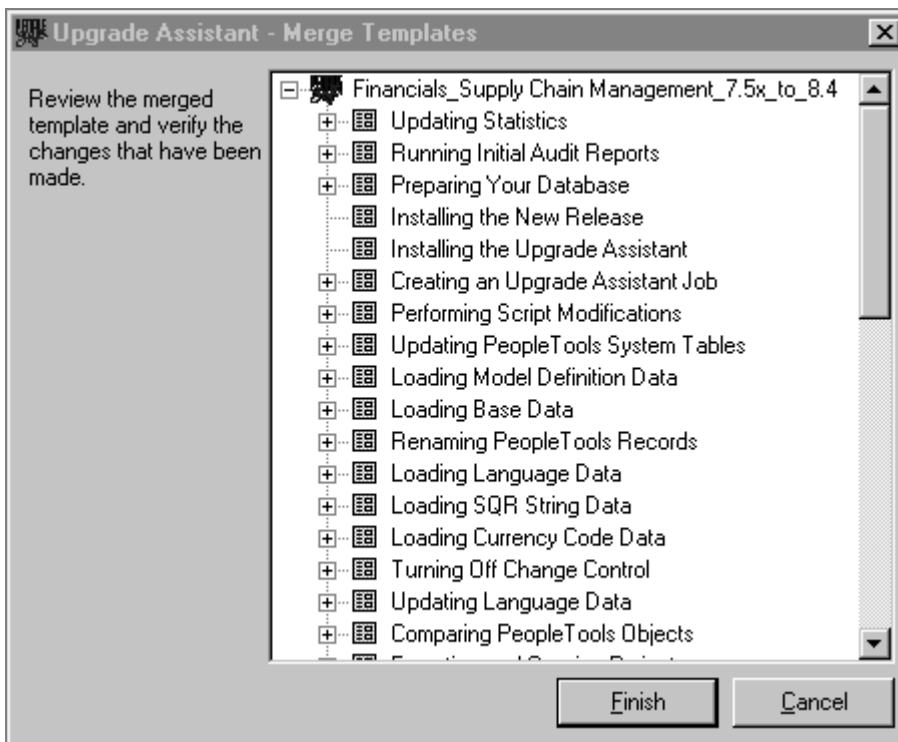 Upgrade Assistant - Merge Templates
Review the merged
template and verify the
changes that have been
made.
Financials_Supply Chain Management_7.5x_to_8.4
Updating Statistics
Running Initial Audit Reports
Preparing Your Database
Installing the New Release
Installing the Upgrade Assistant
Creating an Upgrade Assistant Job
Performing Script Modifications
Updating PeopleTools System Tables
Loading Model Definition Data
Loading Base Data
Renaming PeopleTools Records
Loading Language Data
Loading SQR String Data
Loading Currency Code Data
Turning Off Change Control
Updating Language Data
Comparing PeopleTools Objects
Finish
Cancel